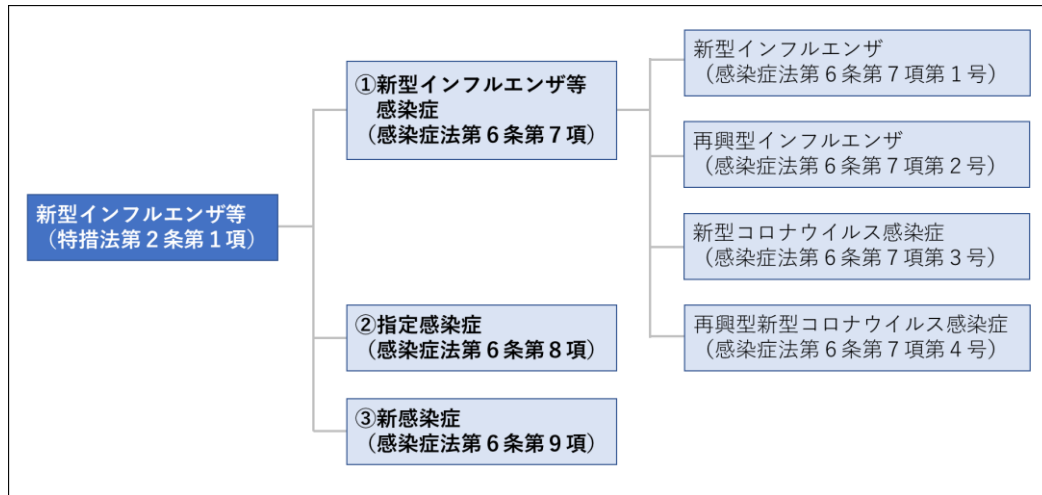 新型インフルエンザ等
（特措法第２条第１項）
①新型インフルエンザ等
感染症
（感染症法第６条第７項）
②指定感染症
（感染症法第６条第８項）
③新感染症
（感染症法第６条第９項）
新型インフルエンザ
（感染症法第６条第７項第１号）
再興型インフルエンザ
（感染症法第６条第７項第２号）
新型コロナウイルス感染症
（感染症法第６条第７項第３号）
再興型新型コロナウイルス感染症
（感染症法第６条第７項第４号）